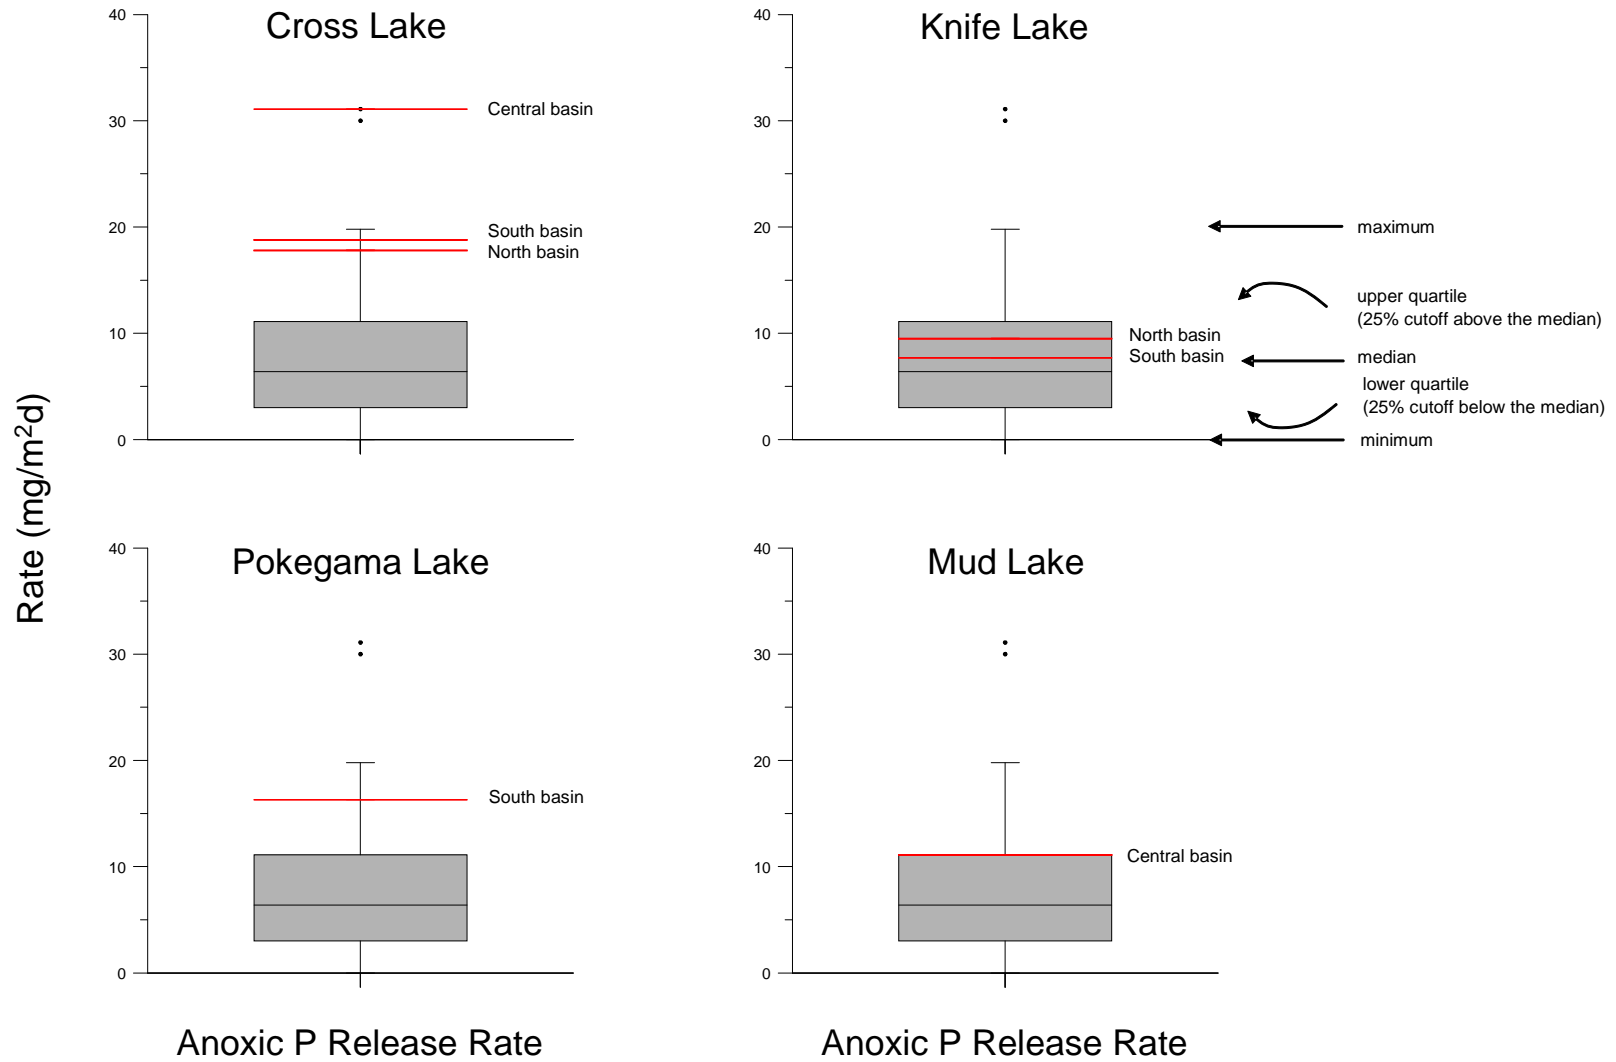 Cross Lake
40
30
20
10
0
Central basin
South basin
North basin
Knife Lake
40
30
20
10
0
North basin
South basin
maximum
upper quartile
(25% cutoff above the median)
median
lower quartile
(25% cutoff below the median)
minimum
Rate (mg/m²d)
Pokegama Lake
40
30
20
10
0
South basin
Anoxic P Release Rate
Mud Lake
40
30
20
10
0
Central basin
Anoxic P Release Rate